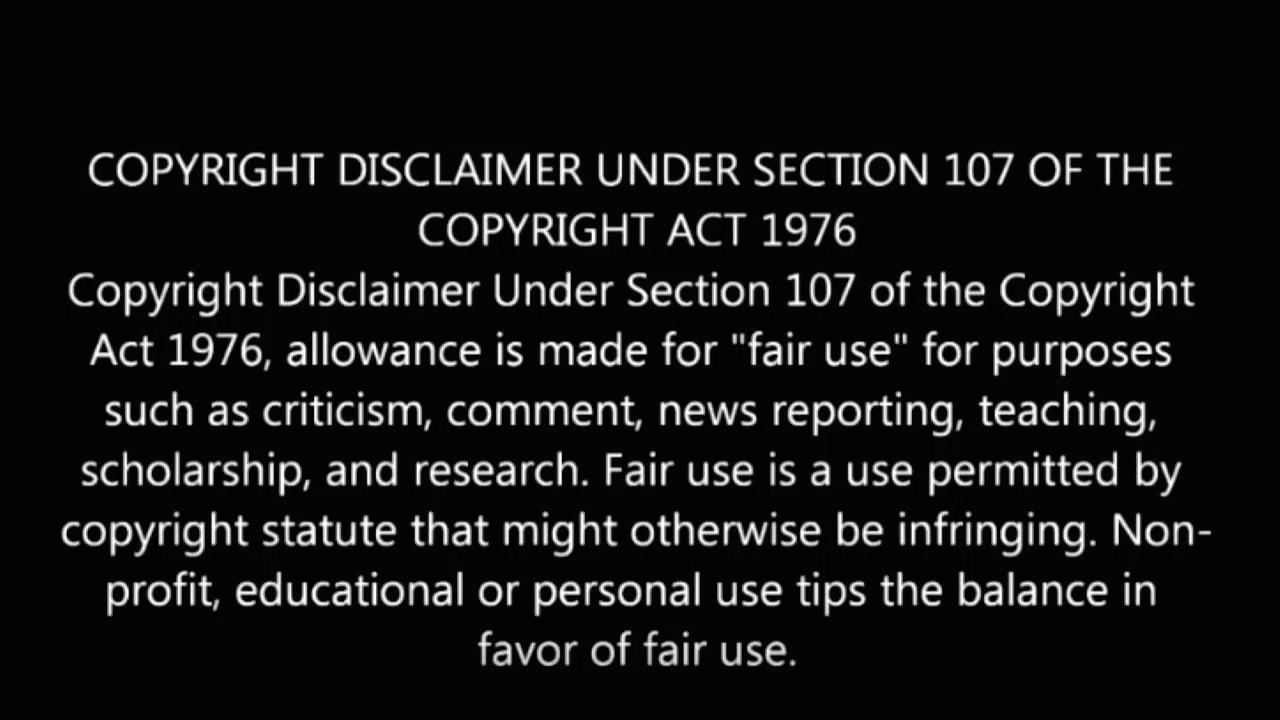 COPYRIGHT DISCLAIMER UNDER SECTION 107 OF THE
COPYRIGHT ACT 1976
Copyright Disclaimer Under Section 107 of the Copyright
Act 1976, allowance is made for "fair use" for purposes
such as criticism, comment, news reporting, teaching,
scholarship, and research. Fair use is a use permitted by
copyright statute that might otherwise be infringing. Non-
profit, educational or personal use tips the balance in
favor of fair use.